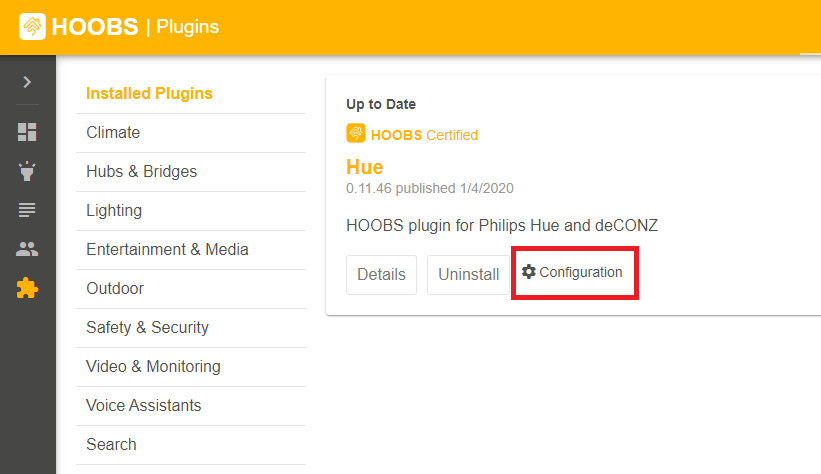 HOOBS | Plugins
Installed Plugins
Climate
Hubs & Bridges
Lighting
Entertainment & Media
Outdoor
Safety & Security
Video & Monitoring
Voice Assistants
Search
Up to Date
HOOBS Certified
Hue
0.11.46 published 1/4/2020
HOOBS plugin for Philips Hue and deCONZ
Details Uninstall Configuration